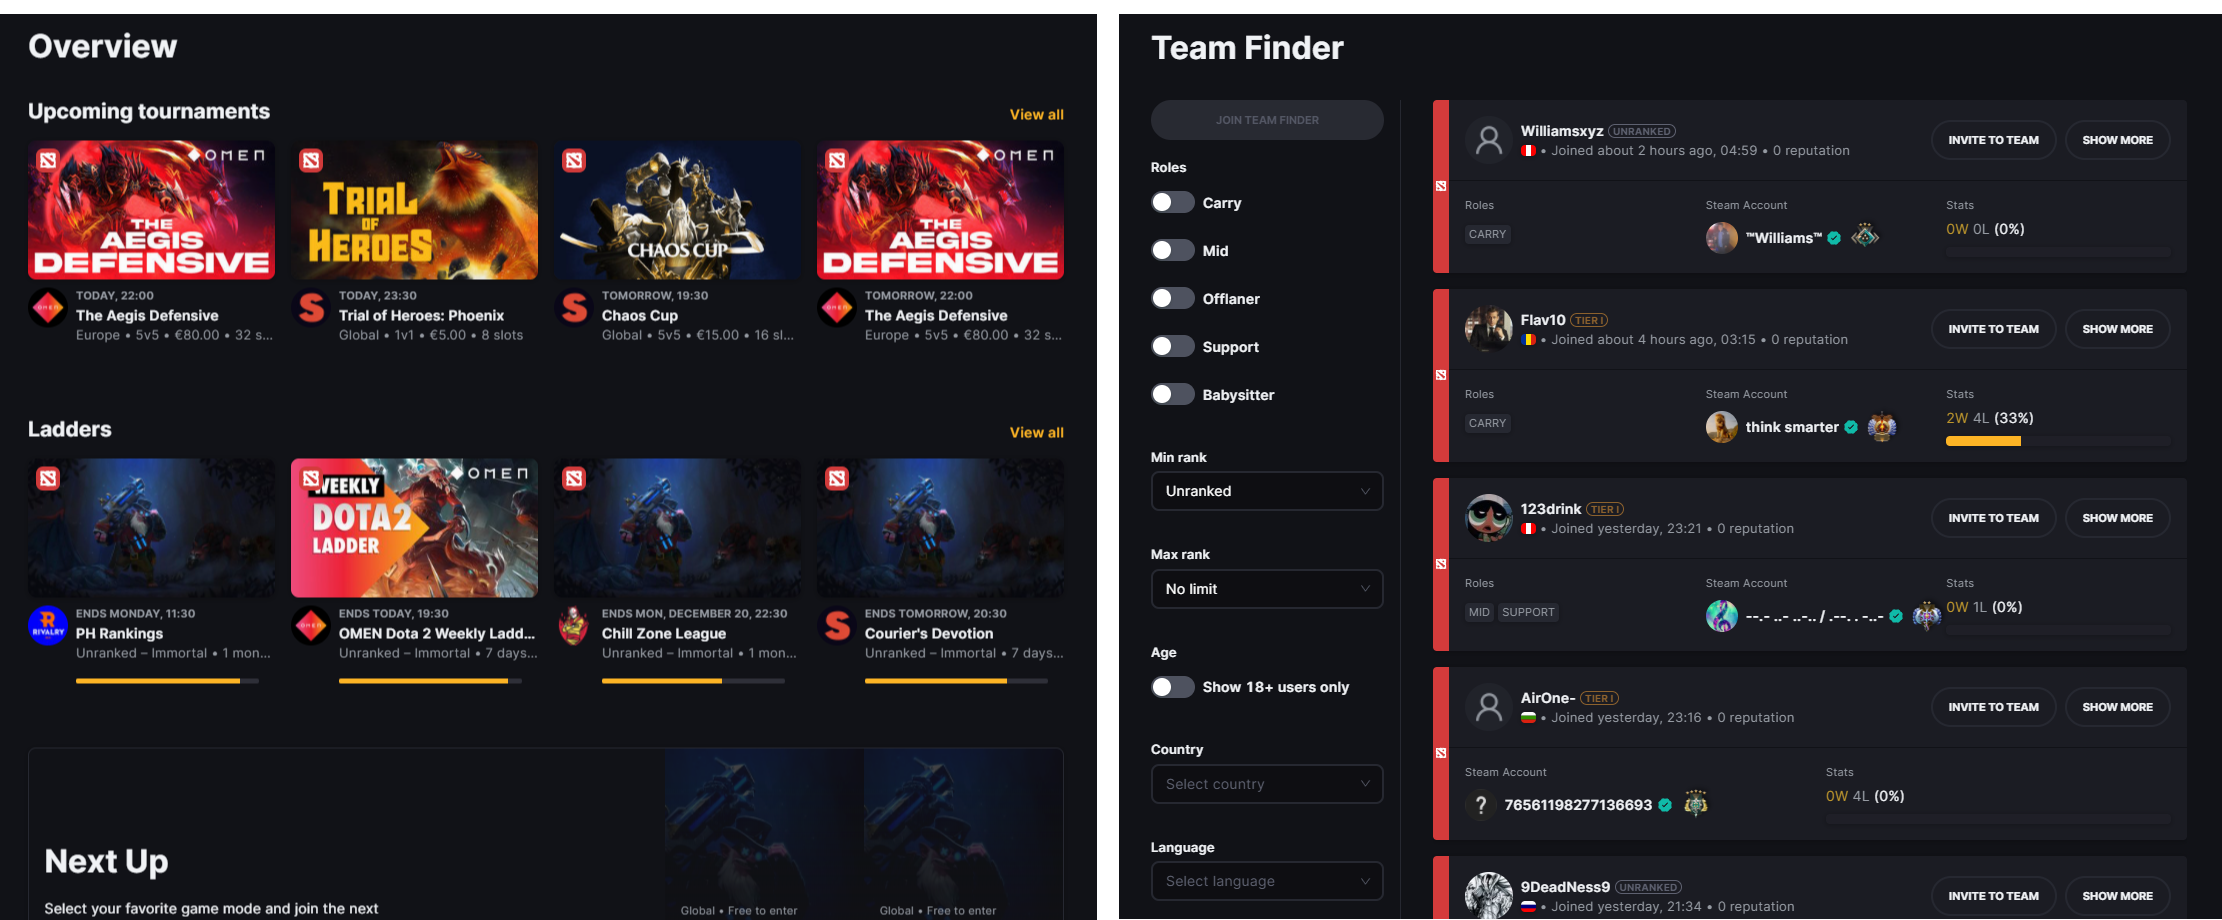 Overview
Upcoming tournaments
View all
OMEN
THE
AEGIS
DEFENSIVE
TRIAL
OF
HEROES
CHAOS CUP
OMEN
THE
AEGIS
DEFENSIVE
OMEN
TODAY, 22:00
The Aegis Defensive
Europe • 5v5 • €80.00 • 32 s...
TODAY, 23:30
Trial of Heroes: Phoenix
Global • 1v1 • €5.00 • 8 slots
TOMORROW, 19:30
Chaos Cup
Global • 5v5 • €15.00 • 16 sl...
OMEN
TOMORROW, 22:00
The Aegis Defensive
Europe • 5v5 • €80.00 • 32 s...
Ladders
View all
WEEKLY
DOTA2
LADDER
OMEN
RIVALRY
ENDS MONDAY, 11:30
PH Rankings
Unranked – Immortal • 1 mon...
OMEN
ENDS TODAY, 19:30
OMEN Dota 2 Weekly Ladd...
Unranked – Immortal • 7 days...
ENDS MON, DECEMBER 20, 22:30
Chill Zone League
Unranked – Immortal • 1 mon...
ENDS TOMORROW, 20:30
Courier's Devotion
Unranked – Immortal • 7 days...
Next Up
Select your favorite game mode and join the next
Global • Free to enter
Global • Free to enter
Team Finder
JOIN TEAM FINDER
Roles
Carry
Mid
Offlaner
Support
Babysitter
Min rank
Unranked
Max rank
No limit
Age
Show 18+ users only
Country
Select country
Language
Select language
Williamsxyz UNRANKED
• Joined about 2 hours ago, 04:59 • 0 reputation
INVITE TO TEAM
SHOW MORE
Roles
CARRY
Steam Account
™Williams™
Stats
0W 0L (0%)
Flav10 TIER I
• Joined about 4 hours ago, 03:15 • 0 reputation
INVITE TO TEAM
SHOW MORE
Roles
CARRY
Steam Account
think smarter
Stats
2W 4L (33%)
123drink TIER I
• Joined yesterday, 23:21 • 0 reputation
INVITE TO TEAM
SHOW MORE
Roles
MID SUPPORT
Steam Account
--.- ..- ..-.. / .--. . -..-
Stats
0W 1L (0%)
AirOne- TIER I
• Joined yesterday, 23:16 • 0 reputation
INVITE TO TEAM
SHOW MORE
Steam Account
? 76561198277136693
Stats
0W 4L (0%)
9DeadNess9 UNRANKED
• Joined yesterday, 21:34 • 0 reputation
INVITE TO TEAM
SHOW MORE